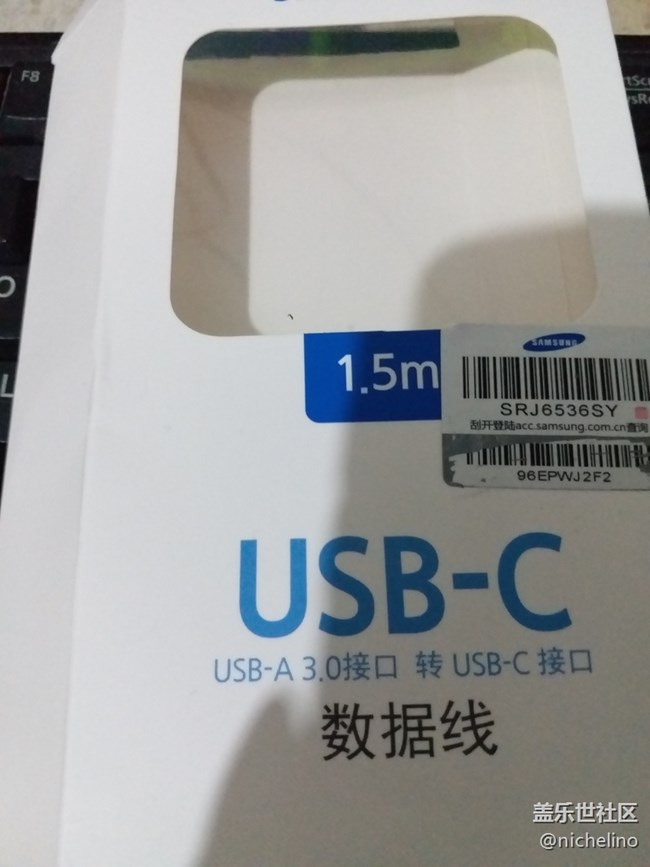 F8
1.5m
SAMSUNG
SRJ6536SY
刮开登陆acc.samsung.com.cn查询
96EPWJ2F2
USB-C
USB-A 3.0接口 转 USB-C 接口
数据线
盖乐世社区
@nichelino